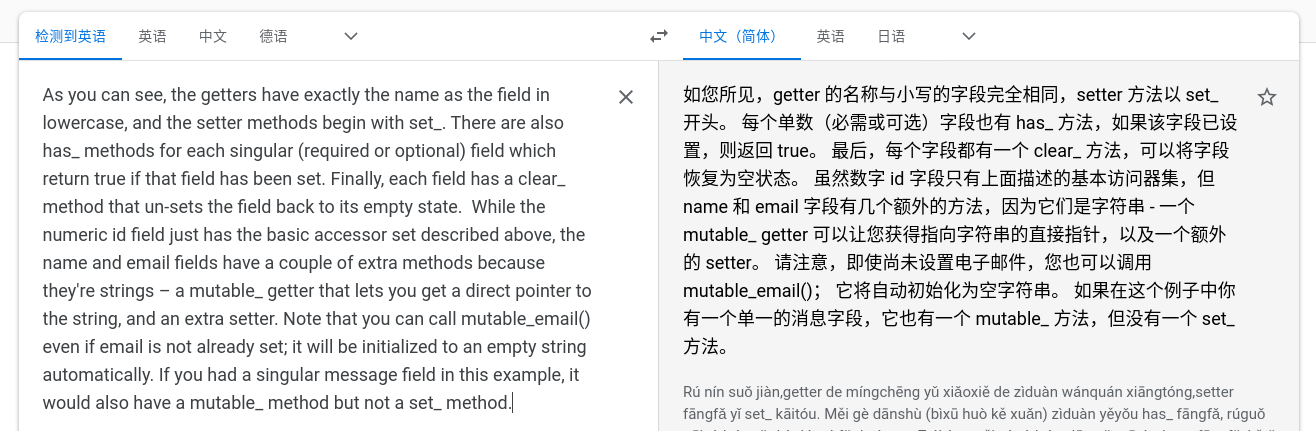 检测到英语 英语 中文 德语 中文（简体） 英语 日语
As you can see, the getters have exactly the name as the field in
lowercase, and the setter methods begin with set_. There are also
has_ methods for each singular (required or optional) field which
return true if that field has been set. Finally, each field has a clear_
method that un-sets the field back to its empty state.  While the
numeric id field just has the basic accessor set described above, the
name and email fields have a couple of extra methods because
they're strings – a mutable_ getter that lets you get a direct pointer to
the string, and an extra setter. Note that you can call mutable_email()
even if email is not already set; it will be initialized to an empty string
automatically. If you had a singular message field in this example, it
would also have a mutable_ method but not a set_ method.
如您所见，getter 的名称与小写的字段完全相同，setter 方法以 set_
开头。 每个单数（必需或可选）字段也有 has_ 方法，如果该字段已设
置，则返回 true。 最后，每个字段都有一个 clear_ 方法，可以将字段
恢复为空状态。 虽然数字 id 字段只有上面描述的基本访问器集，但
name 和 email 字段有几个额外的方法，因为它们是字符串 - 一个
mutable_ getter 可以让您获得指向字符串的直接指针，以及一个额外
的 setter。 请注意，即使尚未设置电子邮件，您也可以调用
mutable_email()； 它将自动初始化为空字符串。 如果在这个例子中你
有一个单一的消息字段，它也有一个 mutable_ 方法，但没有一个 set_
方法。
Rú nín suǒ jiàn,getter de míngchēng yǔ xiǎoxiě de zìduàn wánquán xiāngtóng,setter
fāngfǎ yǐ set_ kāitóu. Měi gè dānshù (bìxū huò kě xuǎn) zìduàn yěyǒu has_ fāngfǎ, rúguǒ